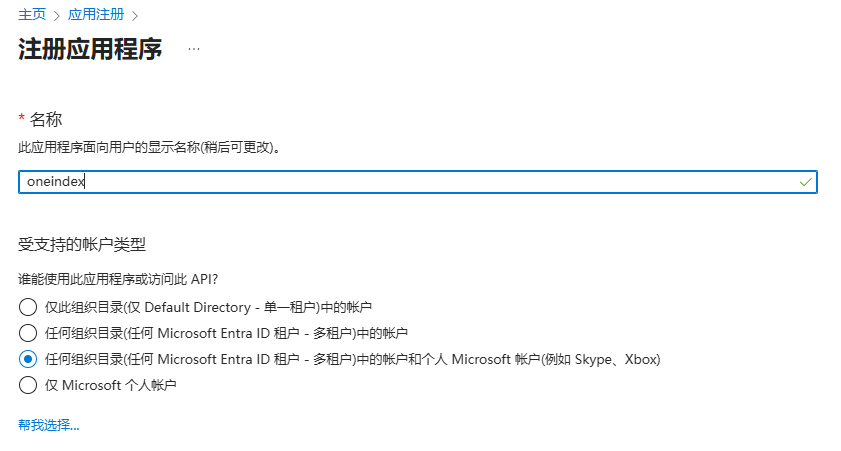 主页 > 应用注册 >
注册应用程序 ...
* 名称
此应用程序面向用户的显示名称(稍后可更改)。
oneindex
受支持的帐户类型
谁能使用此应用程序或访问此 API?
仅此组织目录(仅 Default Directory - 单一租户)中的帐户
任何组织目录(任何 Microsoft Entra ID 租户 - 多租户)中的帐户
任何组织目录(任何 Microsoft Entra ID 租户 - 多租户)中的帐户和个人 Microsoft 帐户(例如 Skype、Xbox)
仅 Microsoft 个人帐户
帮我选择...